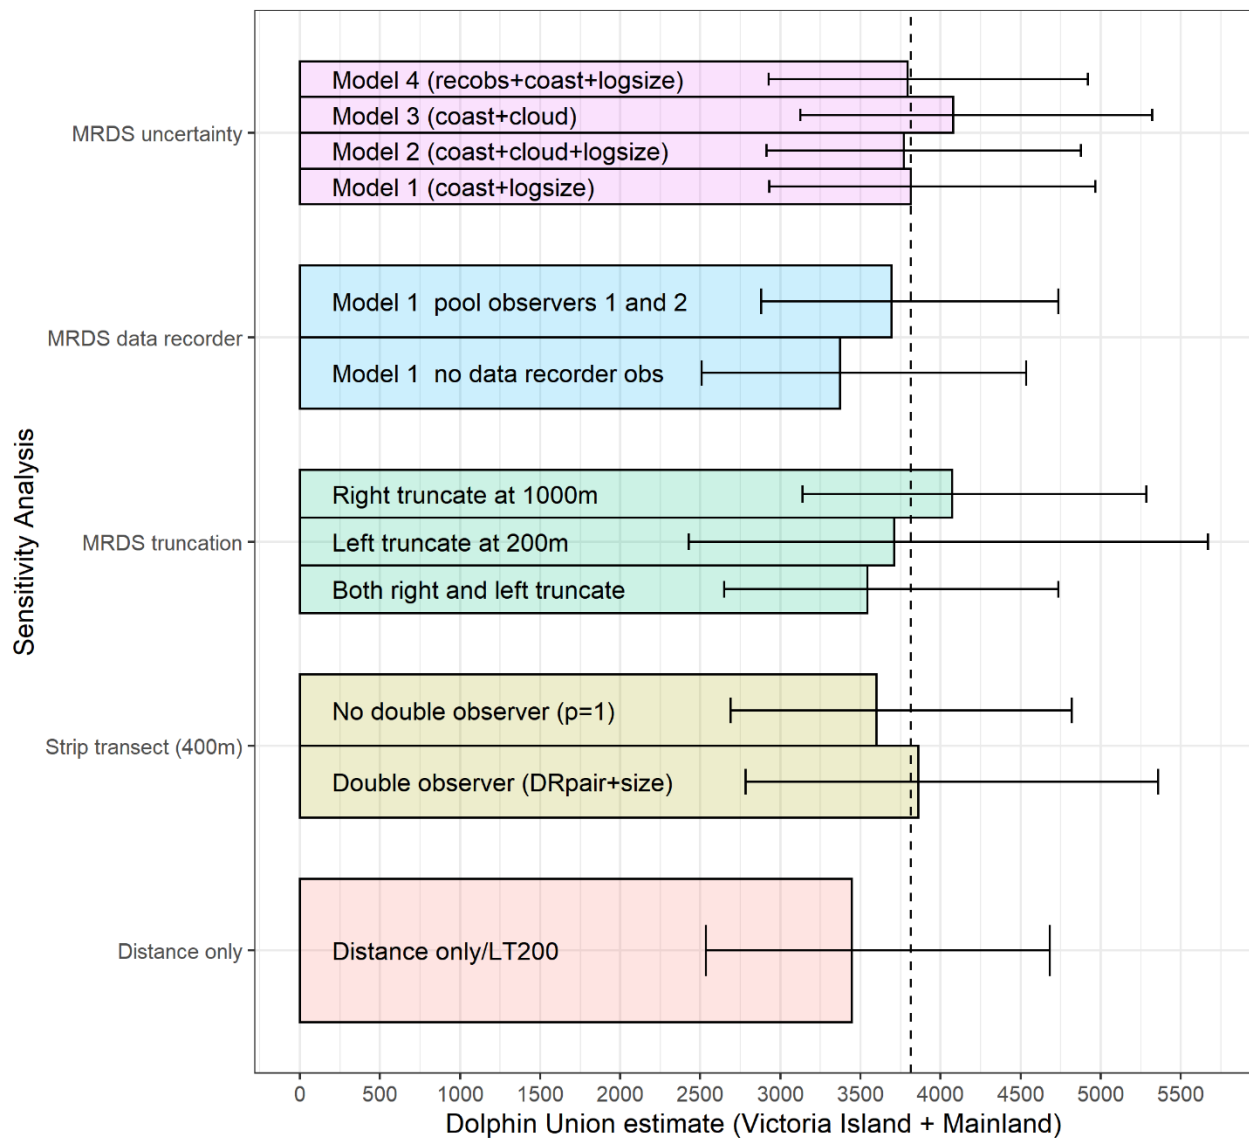 MRDS uncertainty
Model 4 (recobs+coast+logsize)
Model 3 (coast+cloud)
Model 2 (coast+cloud+logsize)
Model 1 (coast+logsize)
MRDS data recorder
Model 1 pool observers 1 and 2
Model 1 no data recorder obs
MRDS truncation
Right truncate at 1000m
Left truncate at 200m
Both right and left truncate
Strip transect (400m)
No double observer (p=1)
Double observer (DRpair+size)
Distance only
Distance only/LT200
Sensitivity Analysis
0 500 1000 1500 2000 2500 3000 3500 4000 4500 5000 5500
Dolphin Union estimate (Victoria Island + Mainland)